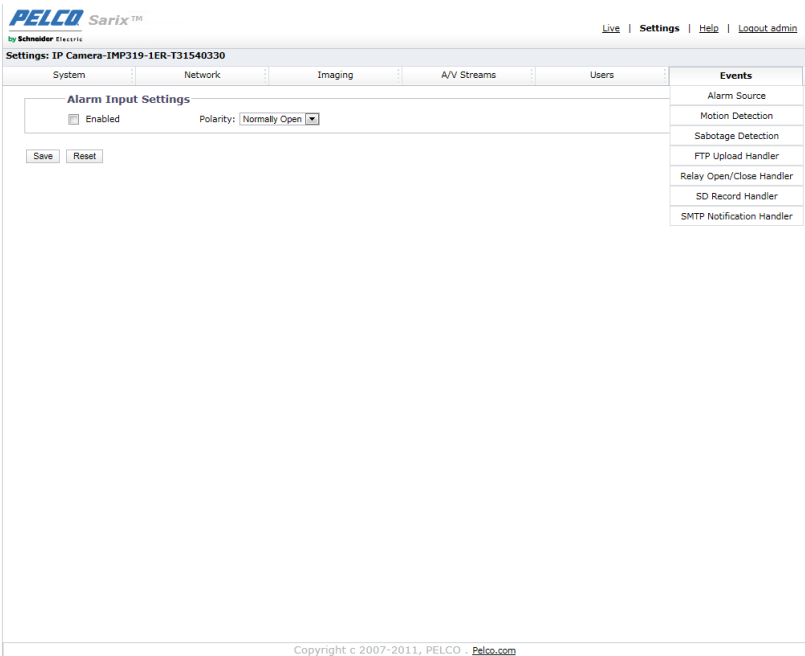 PELCO Sarix™
by Schneider Electric
Live | Settings | Help | Logout admin
Settings: IP Camera-IMP319-1ER-T31540330
System Network Imaging A/V Streams Users Events
Alarm Input Settings
Enabled Polarity: Normally Open
Save Reset
Alarm Source
Motion Detection
Sabotage Detection
FTP Upload Handler
Relay Open/Close Handler
SD Record Handler
SMTP Notification Handler
Copyright c 2007-2011, PELCO . Pelco.com